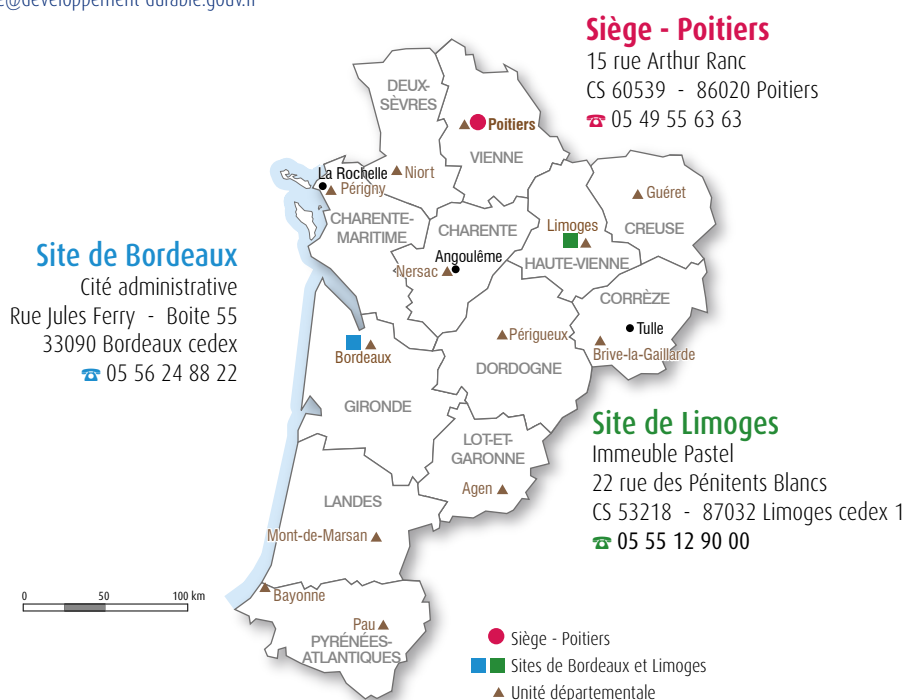 e@developpement-durable.gouv.fr
Siège - Poitiers
15 rue Arthur Ranc
CS 60539 - 86020 Poitiers
☎ 05 49 55 63 63
DEUX-
SÈVRES
Poitiers
VIENNE
La Rochelle
Niort
Périgny
Guéret
CHARENTE-
MARITIME
CHARENTE
Limoges
CREUSE
Angoulême
Nersac
HAUTE-VIENNE
Site de Bordeaux
Cité administrative
Rue Jules Ferry - Boite 55
33090 Bordeaux cedex
☎ 05 56 24 88 22
CORRÈZE
Tulle
Périgueux
Brive-la-Gaillarde
Bordeaux
DORDOGNE
GIRONDE
Site de Limoges
Immeuble Pastel
22 rue des Pénitents Blancs
CS 53218 - 87032 Limoges cedex 1
☎ 05 55 12 90 00
LOT-ET-
GARONNE
Agen
LANDES
Mont-de-Marsan
0 50 100 km
Bayonne
Pau
PYRÉNÉES-
ATLANTIQUES
Siège - Poitiers
Sites de Bordeaux et Limoges
Unité départementale